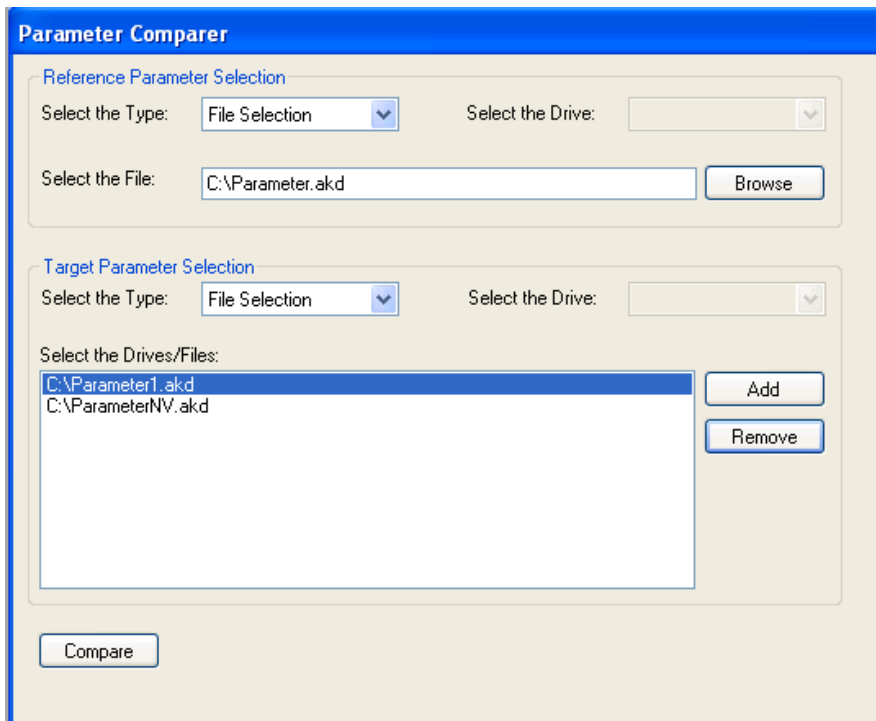 Parameter Comparer
Reference Parameter Selection
Select the Type: File Selection Select the Drive:
Select the File: C:\Parameter.akd Browse
Target Parameter Selection
Select the Type: File Selection Select the Drive:
Select the Drives/Files:
C:\Parameter1.akd Add
C:\ParameterNV.akd
Remove
Compare